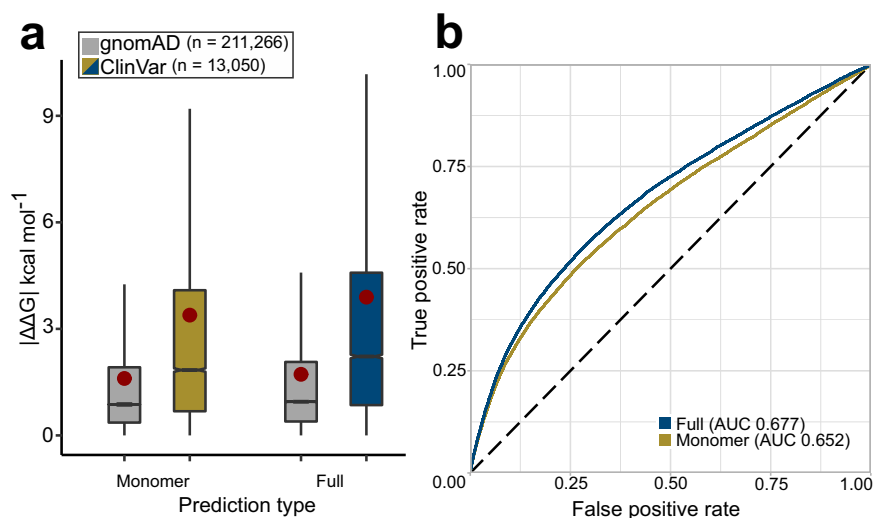 a
gnomAD (n = 211,266)
ClinVar (n = 13,050)
|ΔΔG| kcal mol⁻¹
9
6
3
0
Monomer
Full
Prediction type
b
True positive rate
1.00
0.75
0.50
0.25
0.00
Full (AUC 0.677)
Monomer (AUC 0.652)
0.25
0.50
0.75
1.00
False positive rate